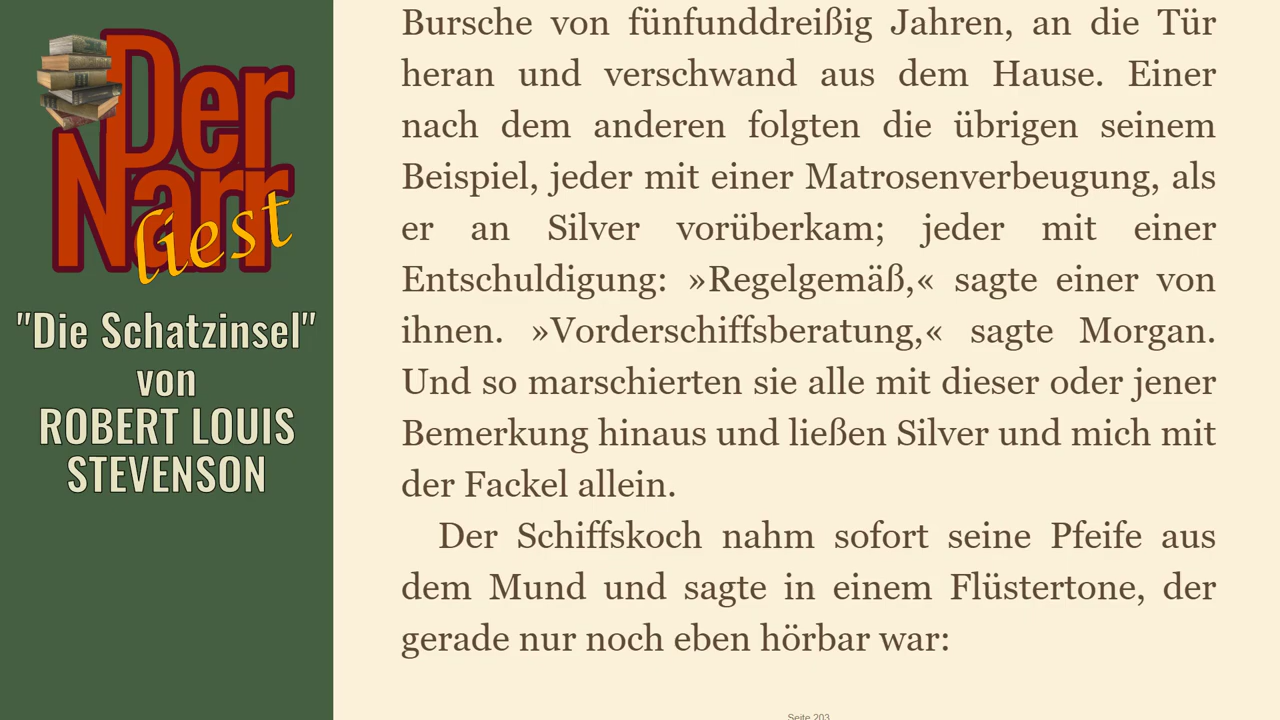 Der
Narr
liest
"Die Schatzinsel"
von
ROBERT LOUIS
STEVENSON
Bursche von fünfunddreißig Jahren, an die Tür
heran und verschwand aus dem Hause. Einer
nach dem anderen folgten die übrigen seinem
Beispiel, jeder mit einer Matrosenverbeugung, als
er an Silver vorüberkam; jeder mit einer
Entschuldigung: »Regelgemäß,« sagte einer von
ihnen. »Vorderschiffsberatung,« sagte Morgan.
Und so marschierten sie alle mit dieser oder jener
Bemerkung hinaus und ließen Silver und mich mit
der Fackel allein.
Der Schiffskoch nahm sofort seine Pfeife aus
dem Mund und sagte in einem Flüstertone, der
gerade nur noch eben hörbar war:
Seite 203